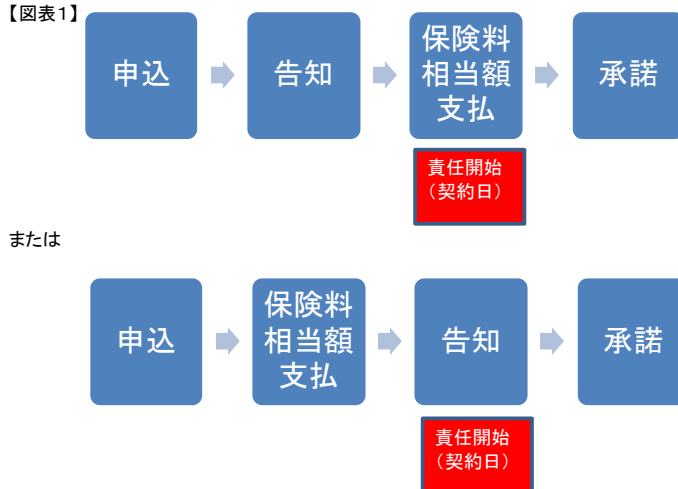 【図表1】
申込
告知
保険料
相当額
支払
承諾
責任開始
（契約日）
または
申込
保険料
相当額
支払
告知
承諾
責任開始
（契約日）